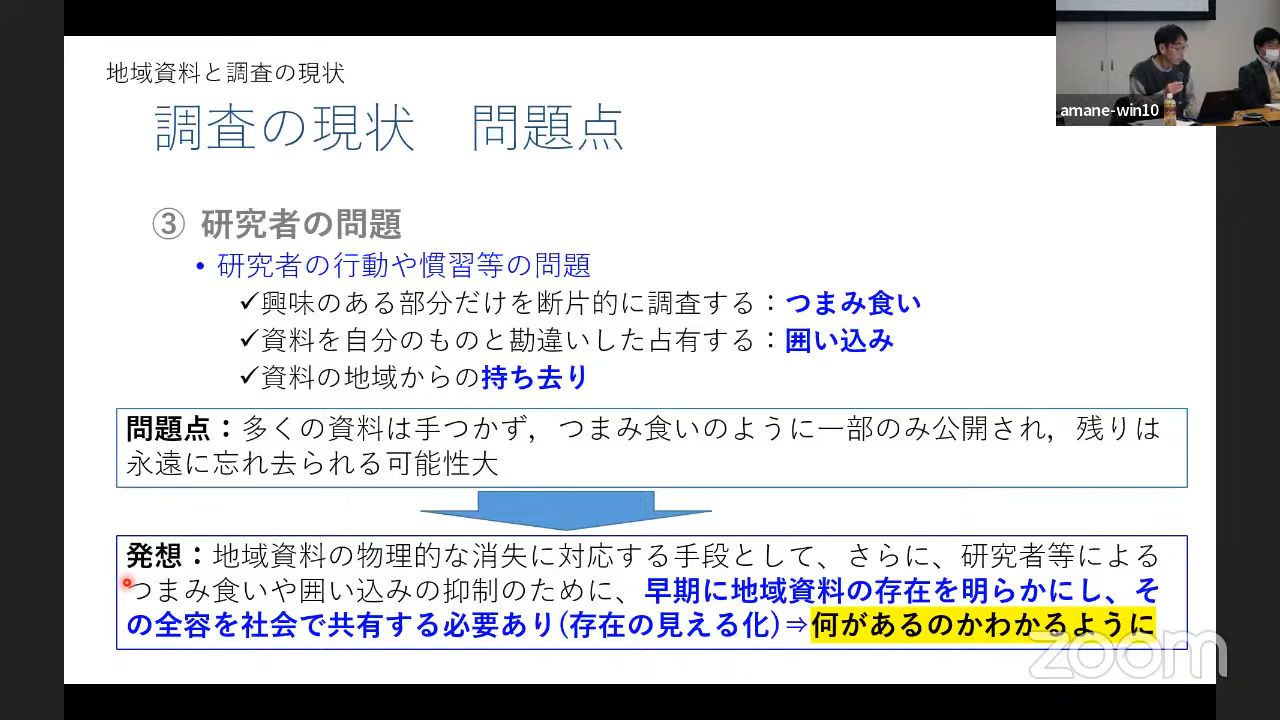 地域資料と調査の現状
調査の現状　問題点
amane-win10
③ 研究者の問題
• 研究者の行動や慣習等の問題
✓興味のある部分だけを断片的に調査する：つまみ食い
✓資料を自分のものと勘違いした占有する：囲い込み
✓資料の地域からの持ち去り
問題点：多くの資料は手つかず，つまみ食いのように一部のみ公開され，残りは
永遠に忘れ去られる可能性大
発想：地域資料の物理的な消失に対応する手段として、さらに、研究者等による
つまみ食いや囲い込みの抑制のために、早期に地域資料の存在を明らかにし、そ
の全容を社会で共有する必要あり(存在の見える化)⇒何があるのかわかるように
zoom